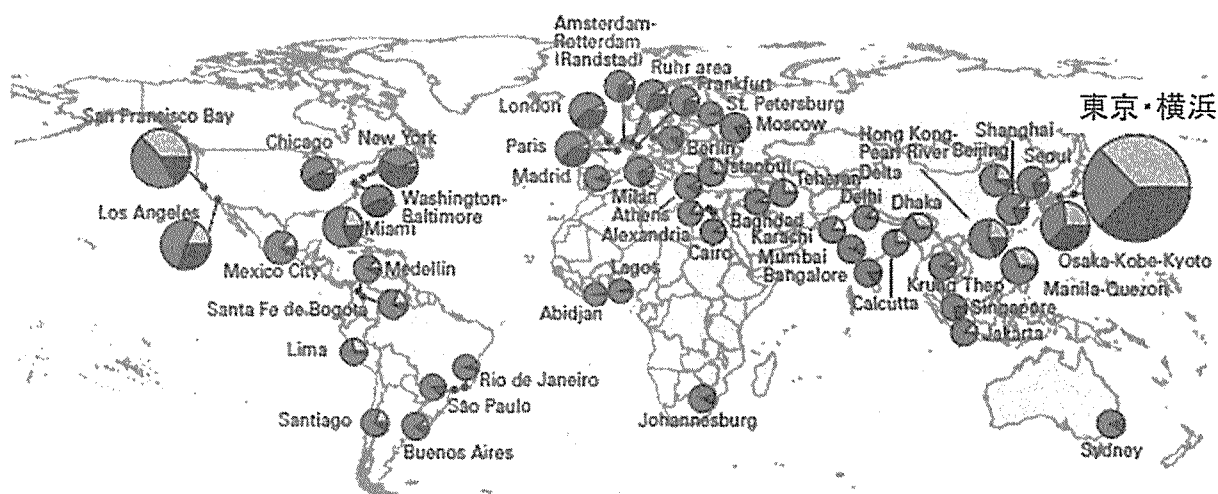 Amsterdam-
Rotterdam
(Randstad)
Ruhr area
Frankfurt
St. Petersburg
Moscow
London
Paris
Berlin
Istanbul
Madrid
Milan
Athens
Alexandria
Cairo
Teheran
Baghdad
San Francisco Bay
Los Angeles
Chicago
New York
Washington-
Baltimore
Miami
Mexico City
Medellin
Santa Fe de Bogota
Lima
Rio de Janeiro
São Paulo
Santiago
Buenos Aires
Lagos
Abidjan
Johannesburg
Karachi
Delhi
Dhaka
Mumbai
Bangalore
Calcutta
Hong Kong-
Pearl River
Delta
Beijing
Shanghai
Seoul
東京・横浜
Osaka-Kobe-Kyoto
Manila-Quezon
Krung Thep
Singapore
Jakarta
Sydney